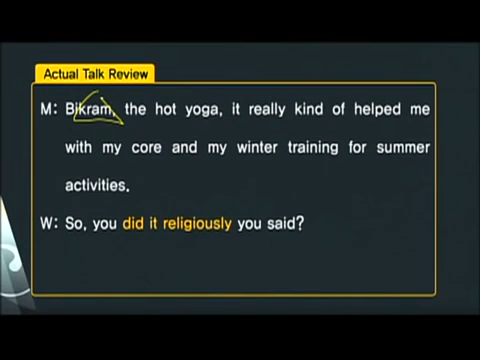 Actual Talk Review
M: Bikram, the hot yoga, it really kind of helped me
with my core and my winter training for summer
activities.
W: So, you did it religiously you said?